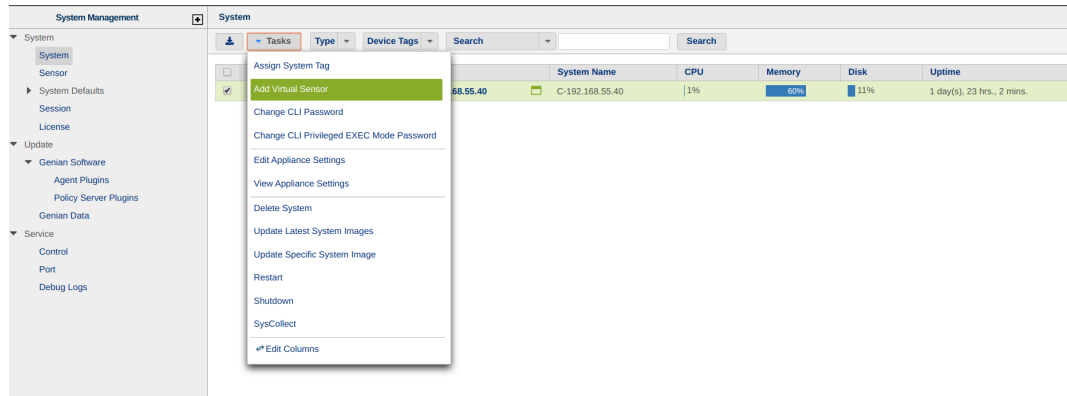 System Management
System
System
Sensor
System Defaults
Session
License
Update
Genian Software
Agent Plugins
Policy Server Plugins
Genian Data
Service
Control
Port
Debug Logs
System
Tasks Type Device Tags Search Search
System Name CPU Memory Disk Uptime
.68.55.40 C-192.168.55.40 1% 60% 11% 1 day(s), 23 hrs., 2 mins.
Assign System Tag
Add Virtual Sensor
Change CLI Password
Change CLI Privileged EXEC Mode Password
Edit Appliance Settings
View Appliance Settings
Delete System
Update Latest System Images
Update Specific System Image
Restart
Shutdown
SysCollect
Edit Columns